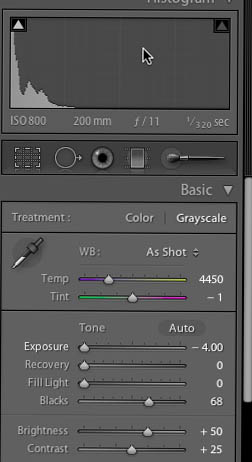 Histogram
ISO 800 200 mm ƒ / 11 1/320 sec
Basic
Treatment : Color Grayscale
WB: As Shot
Temp 4450
Tint − 1
Tone Auto
Exposure − 4.00
Recovery 0
Fill Light 0
Blacks 68
Brightness + 50
Contrast + 25